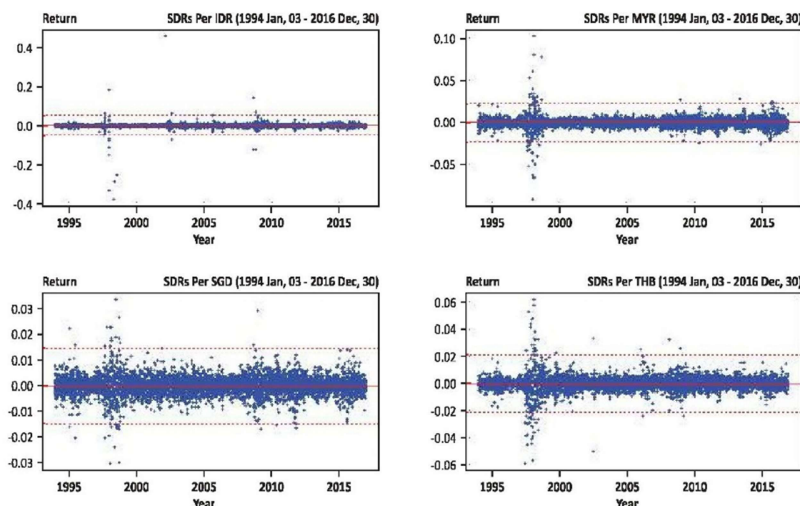 Return SDRs Per IDR (1994 Jan, 03 - 2016 Dec, 30)
0.4
0.2
0.0
-0.2
-0.4
1995 2000 2005 2010 2015
Year
Return SDRs Per MYR (1994 Jan, 03 - 2016 Dec, 30)
0.10
0.05
0.00
-0.05
1995 2000 2005 2010 2015
Year
Return SDRs Per SGD (1994 Jan, 03 - 2016 Dec, 30)
0.03
0.02
0.01
0.00
-0.01
-0.02
-0.03
1995 2000 2005 2010 2015
Year
Return SDRs Per THB (1994 Jan, 03 - 2016 Dec, 30)
0.06
0.04
0.02
0.00
-0.02
-0.04
-0.06
1995 2000 2005 2010 2015
Year